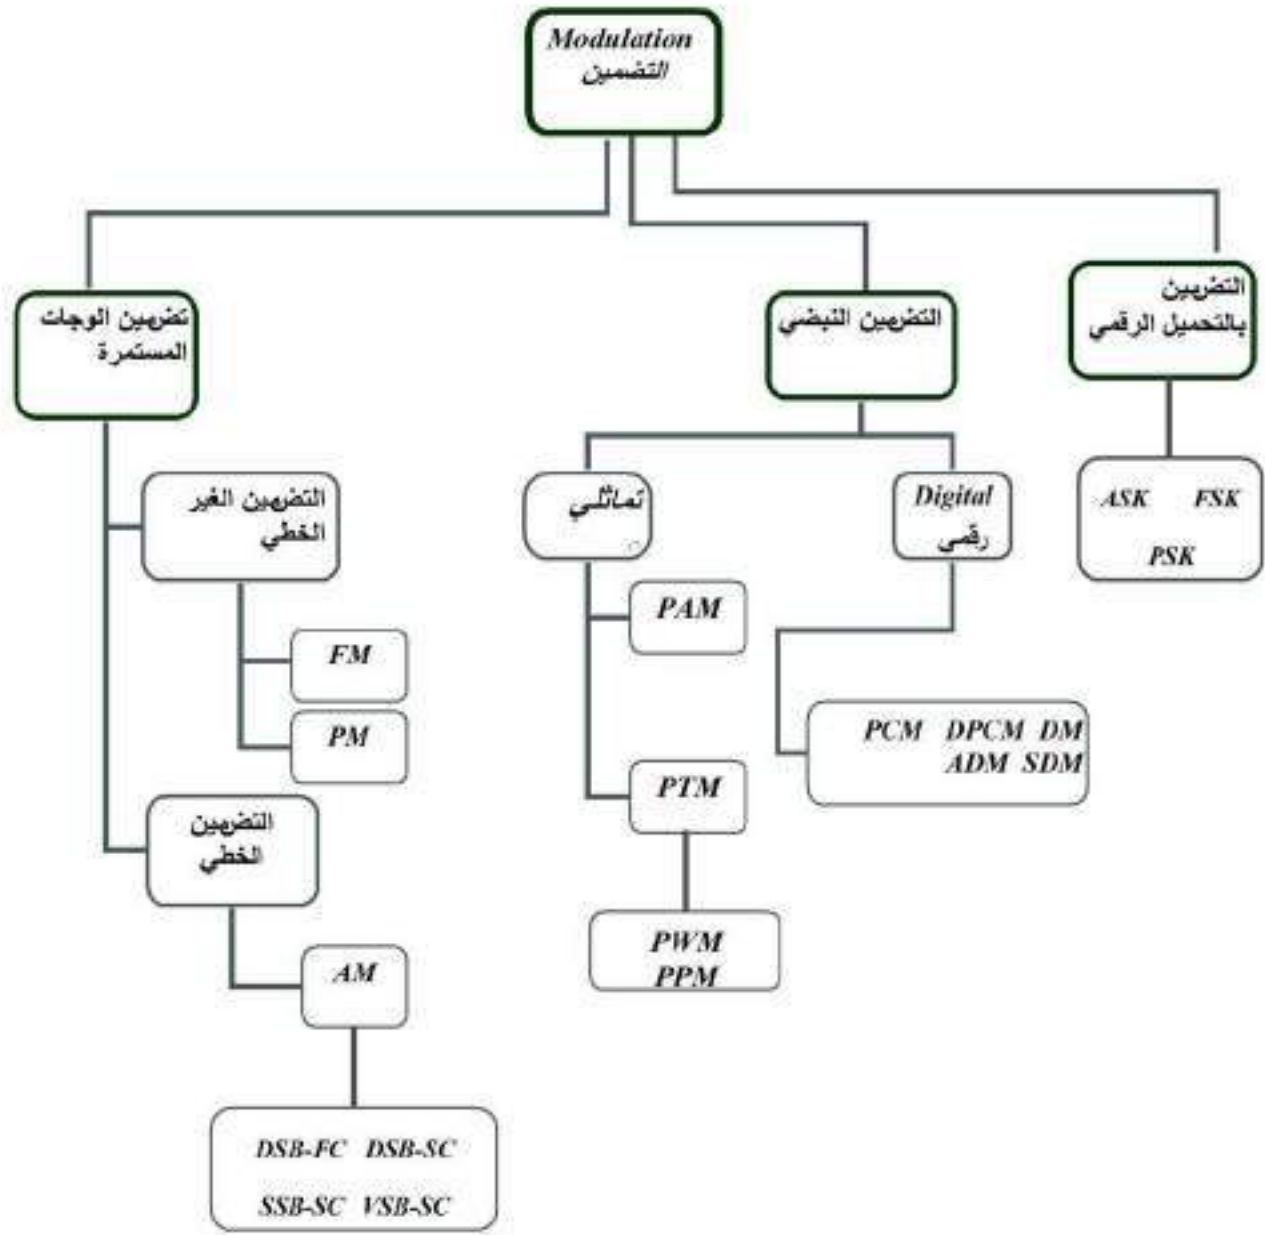 Modulation
التضمين
تضمين الوجات
المستمرة
التضمين النبضي
التضمين
بالتحميل الرقمي
التضمين الغير
الخطي
FM
PM
التضمين
الخطي
AM
DSB-FC DSB-SC
SSB-SC VSB-SC
تماثلي
PAM
PTM
PWM
PPM
Digital
رقمي
PCM DPCM DM
ADM SDM
ASK FSK
PSK